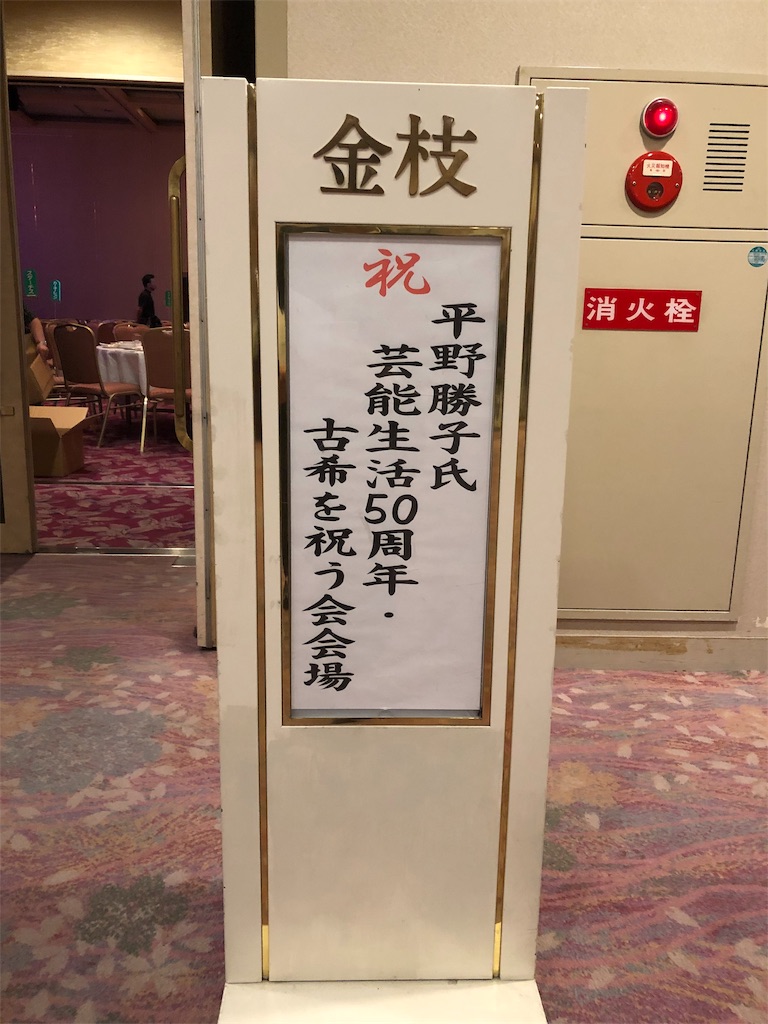 金枝
祝
平野勝子氏
芸能生活50周年・
古希を祝う会会場
消火栓